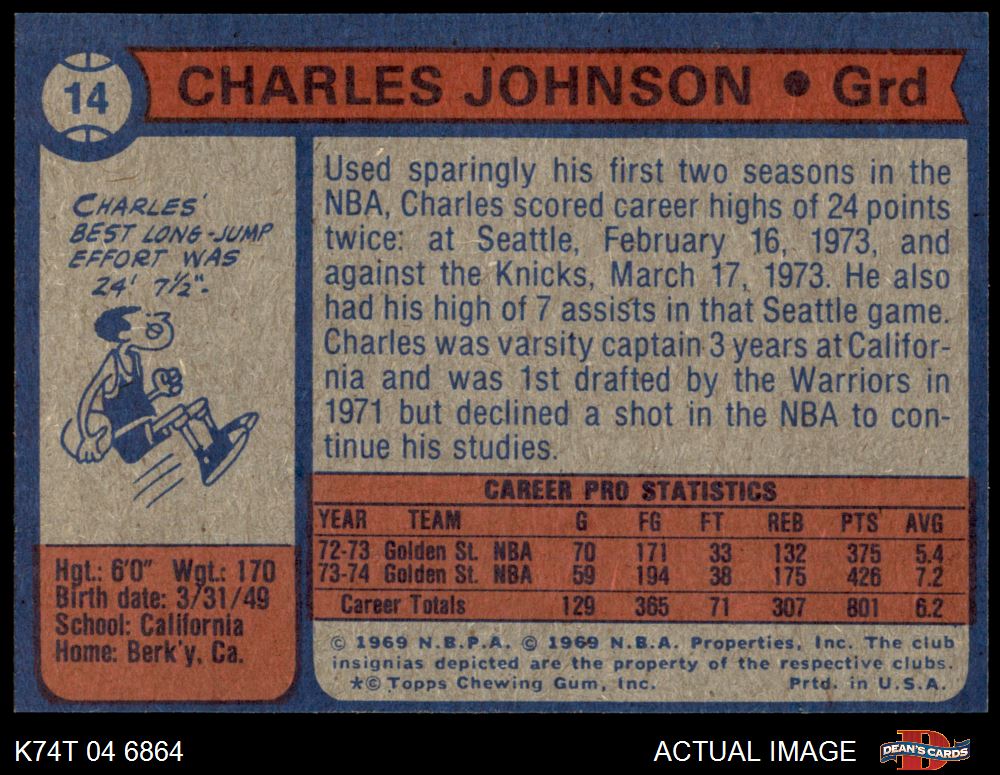 14
CHARLES JOHNSON • Grd
CHARLES'
BEST LONG-JUMP
EFFORT WAS
24' 7½".
Used sparingly his first two seasons in the
NBA, Charles scored career highs of 24 points
twice: at Seattle, February 16, 1973, and
against the Knicks, March 17, 1973. He also
had his high of 7 assists in that Seattle game.
Charles was varsity captain 3 years at Califor-
nia and was 1st drafted by the Warriors in
1971 but declined a shot in the NBA to con-
tinue his studies.
Hgt.: 6'0" Wgt.: 170
Birth date: 3/31/49
School: California
Home: Berk'y, Ca.
CAREER PRO STATISTICS
YEAR TEAM G FG FT REB PTS AVG
72-73 Golden St. NBA 70 171 33 132 375 5.4
73-74 Golden St. NBA 59 194 38 175 426 7.2
Career Totals 129 365 71 307 801 6.2
© 1969 N.B.P.A. © 1969 N.B.A. Properties, Inc. The club
insignias depicted are the property of the respective clubs.
*© Topps Chewing Gum, Inc. Prtd. in U.S.A.
K74T 04 6864
ACTUAL IMAGE
D
DEAN'S CARDS